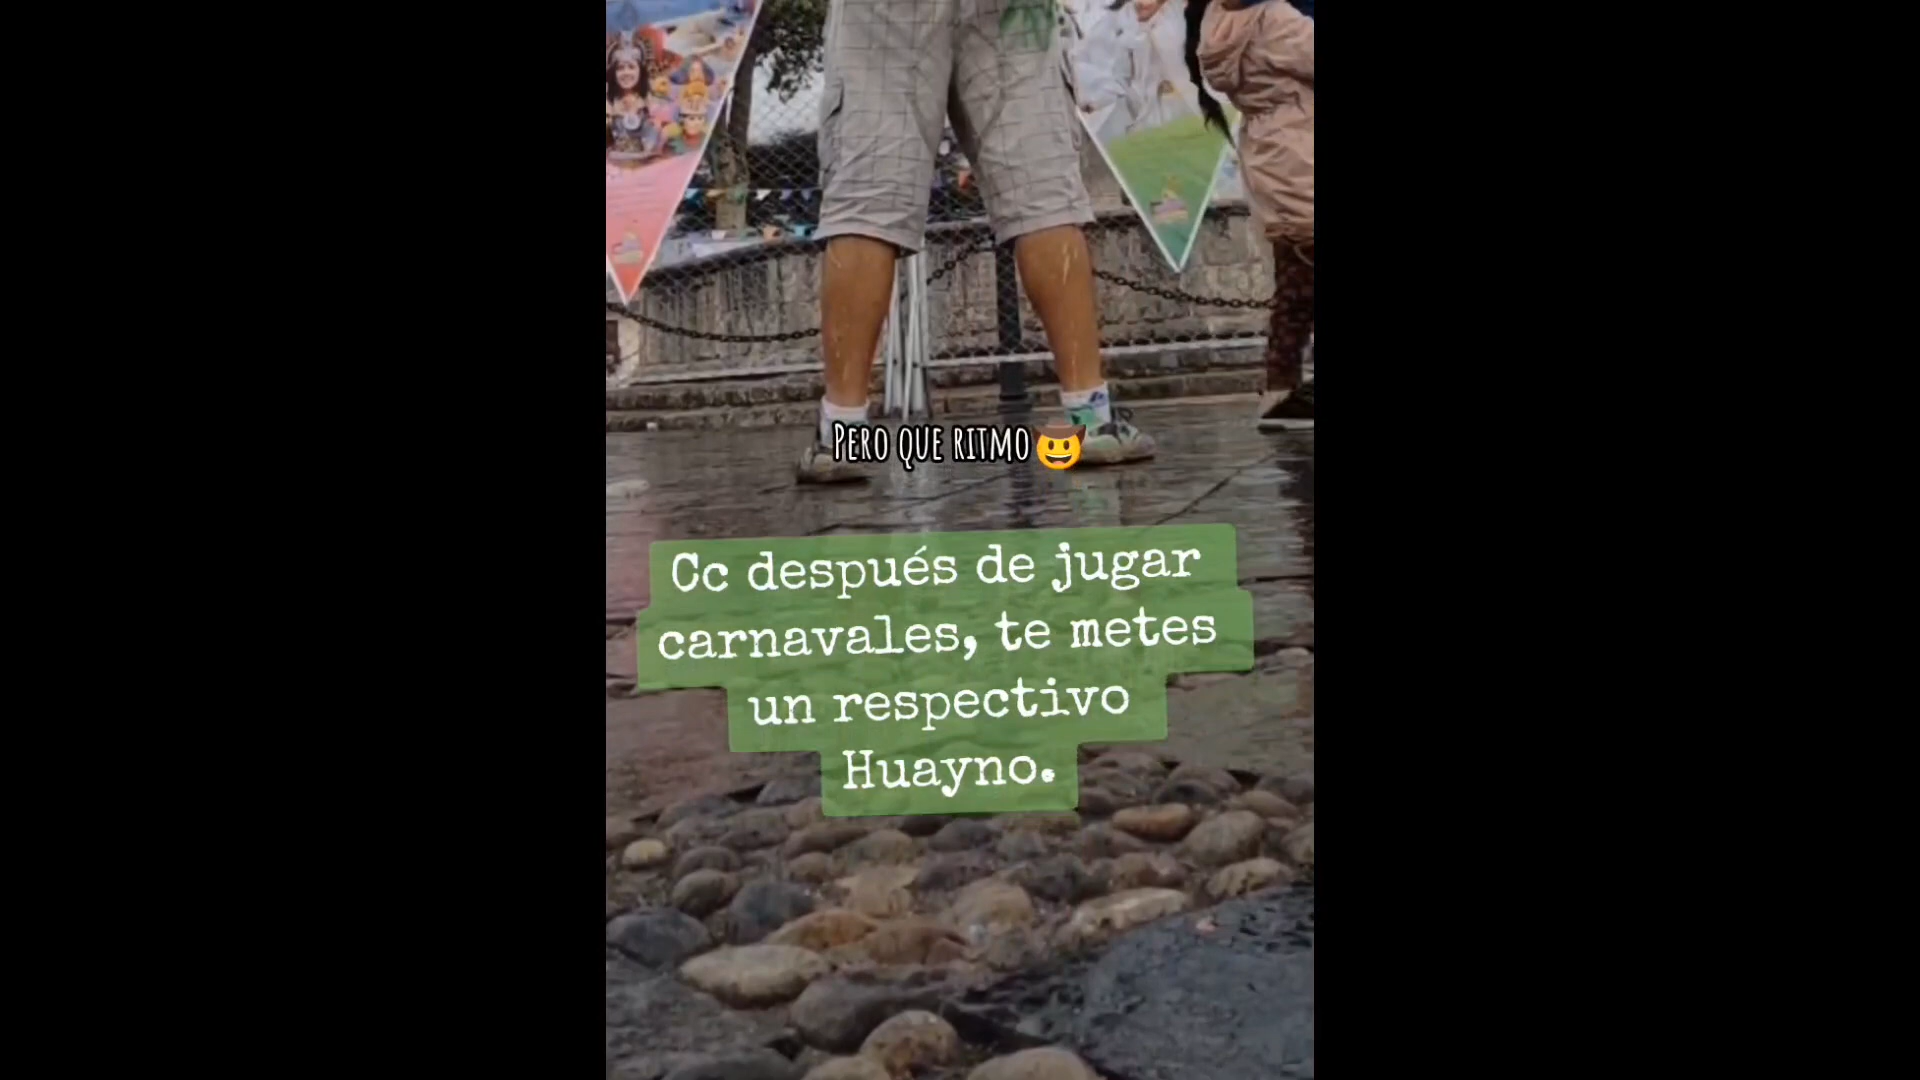 PERO QUE RITMO🤠
Cc después de jugar
carnavales, te metes
un respectivo
Huayno.